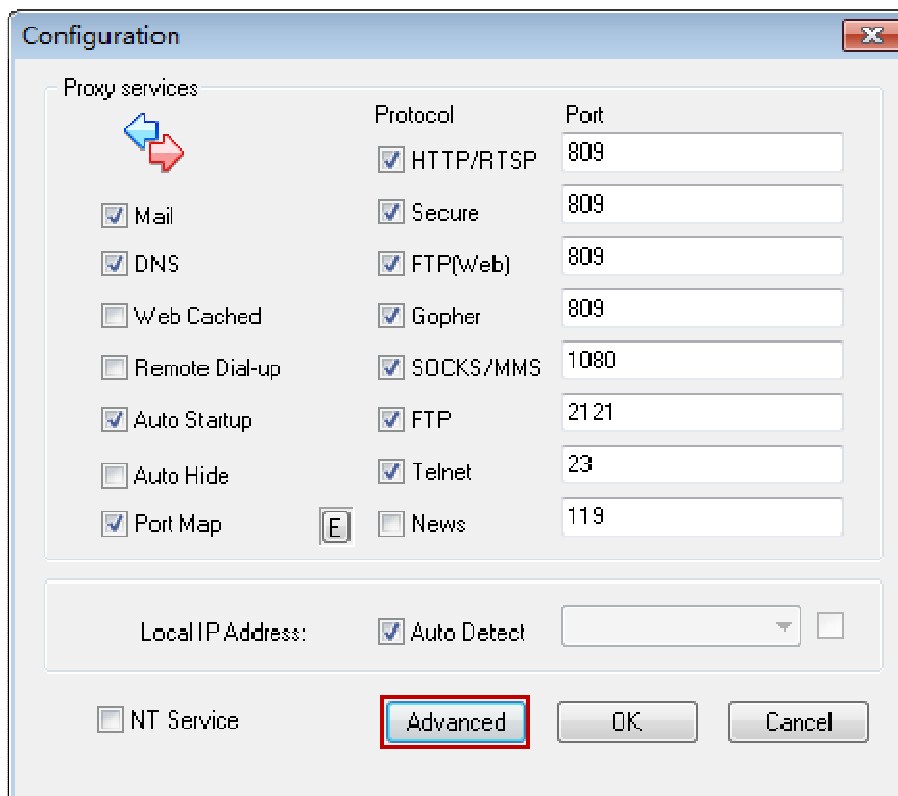 Configuration
Proxy services
Protocol Port
HTTP/RTSP 809
Mail Secure 809
DNS FTP(Web) 809
Web Cached Gopher 809
Remote Dial-up SOCKS/MMS 1080
Auto Startup FTP 2121
Auto Hide Telnet 23
Port Map E News 119
Local IP Address: Auto Detect
NT Service Advanced OK Cancel